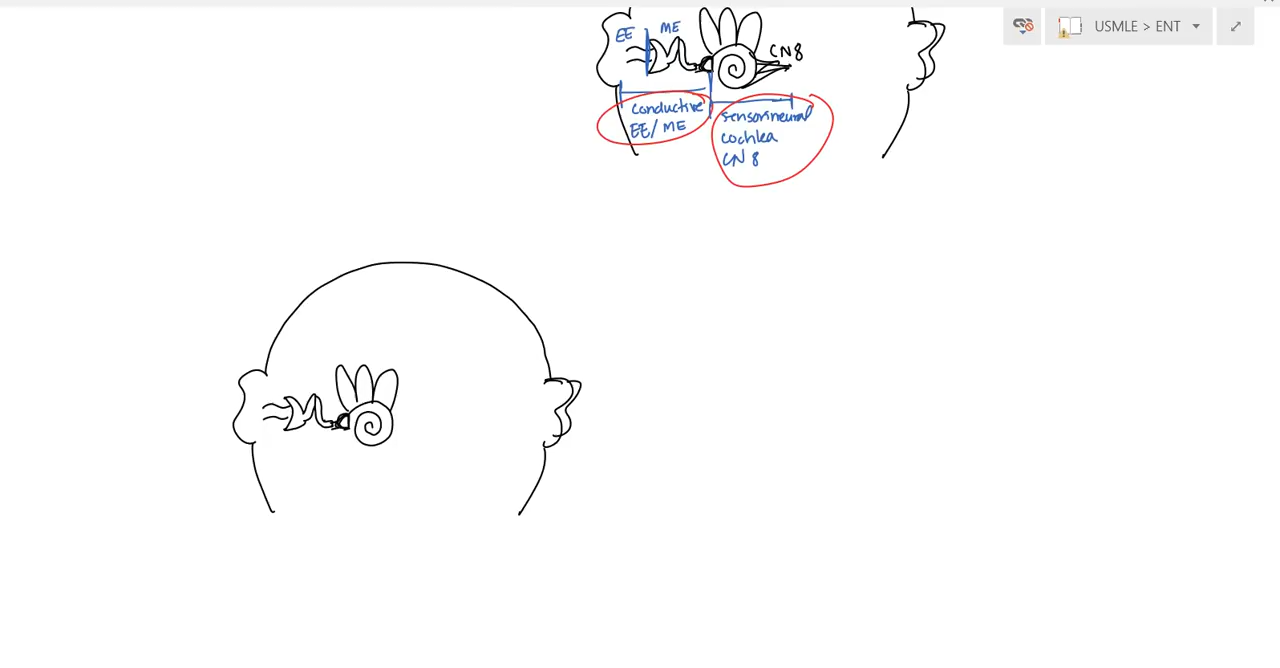 USMLE > ENT
EE
ME
CN8
conductive
EE/ME
sensorineural
cochlea
CN 8